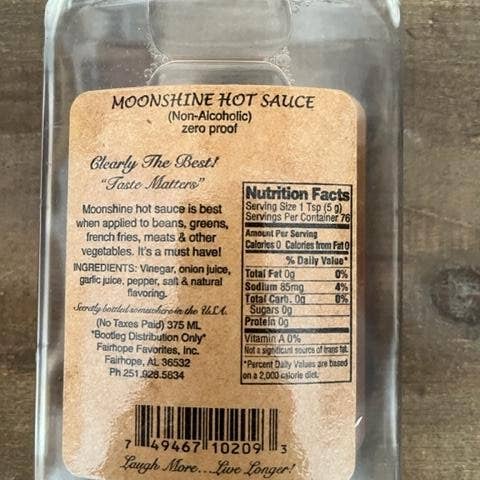 MOONSHINE HOT SAUCE
(Non-Alcoholic)
zero proof
Clearly The Best!
"Taste Matters"
Moonshine hot sauce is best
when applied to beans, greens,
french fries, meats & other
vegetables. It's a must have!
INGREDIENTS: Vinegar, onion juice,
garlic juice, pepper, salt & natural
flavoring.
Secretly bottled somewhere in the U.S.A.
(No Taxes Paid) 375 ML
"Bootleg Distribution Only"
Fairhope Favorites, Inc.
Fairhope, AL 36532
Ph 251.928.5834
Nutrition Facts
Serving Size 1 Tsp (5 g)
Servings Per Container 76
Amount Per Serving
Calories 0 Calories from Fat 0
% Daily Value*
Total Fat 0g 0%
Sodium 85mg 4%
Total Carb. 0g 0%
Sugars 0g
Protein 0g
Vitamin A 0%
Not a significant source of trans fat.
*Percent Daily Values are based
on a 2,000 calorie diet.
7 49467 10209 3
Laugh More...Live Longer!